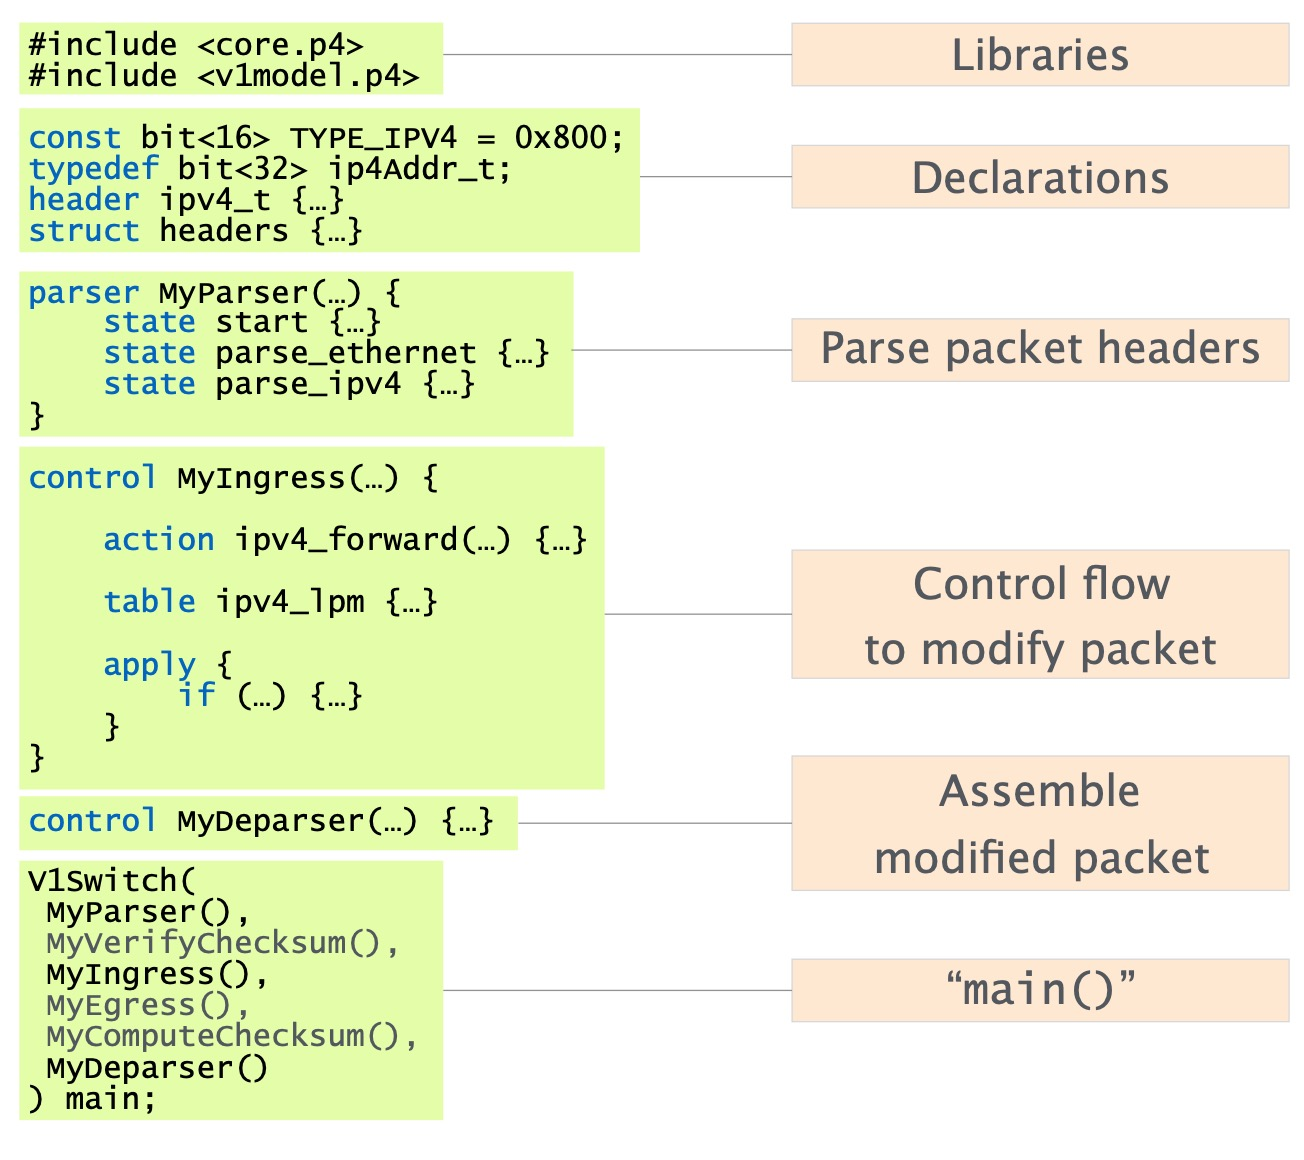 #include <core.p4>
#include <v1model.p4>
Libraries
const bit<16> TYPE_IPV4 = 0x800;
typedef bit<32> ip4Addr_t;
header ipv4_t {…}
struct headers {…}
Declarations
parser MyParser(…) {
state start {…}
state parse_ethernet {…}
state parse_ipv4 {…}
}
Parse packet headers
control MyIngress(…) {
action ipv4_forward(…) {…}
table ipv4_lpm {…}
apply {
if (…) {…}
}
}
Control flow
to modify packet
control MyDeparser(…) {…}
Assemble
modified packet
V1Switch(
MyParser(),
MyVerifyChecksum(),
MyIngress(),
MyEgress(),
MyComputeChecksum(),
MyDeparser()
) main;
“main()”